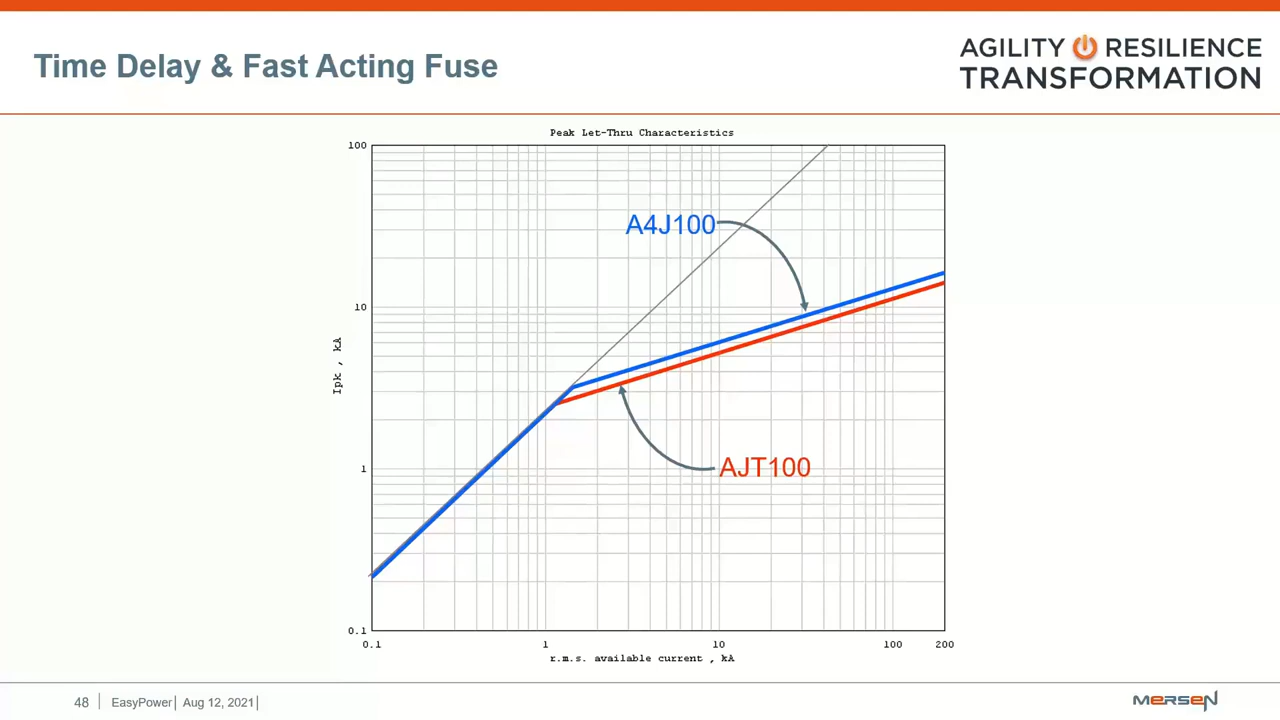 Time Delay & Fast Acting Fuse
AGILITY RESILIENCE
TRANSFORMATION
Peak Let-Thru Characteristics
100
10
1
0.1
Ipk , kA
A4J100
AJT100
0.1 1 10 100 200
r.m.s. available current , kA
48 | EasyPower| Aug 12, 2021|
MERSEN